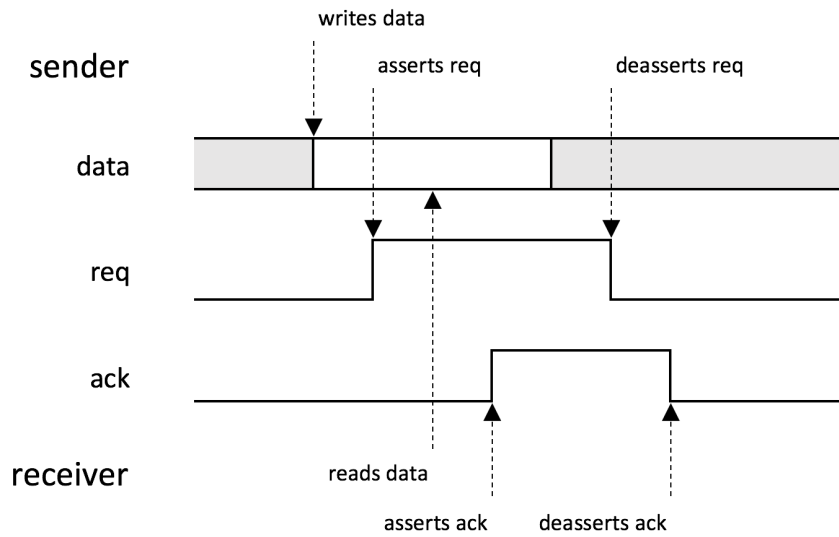 writes data
sender
asserts req
deasserts req
data
req
ack
receiver
reads data
asserts ack
deasserts ack